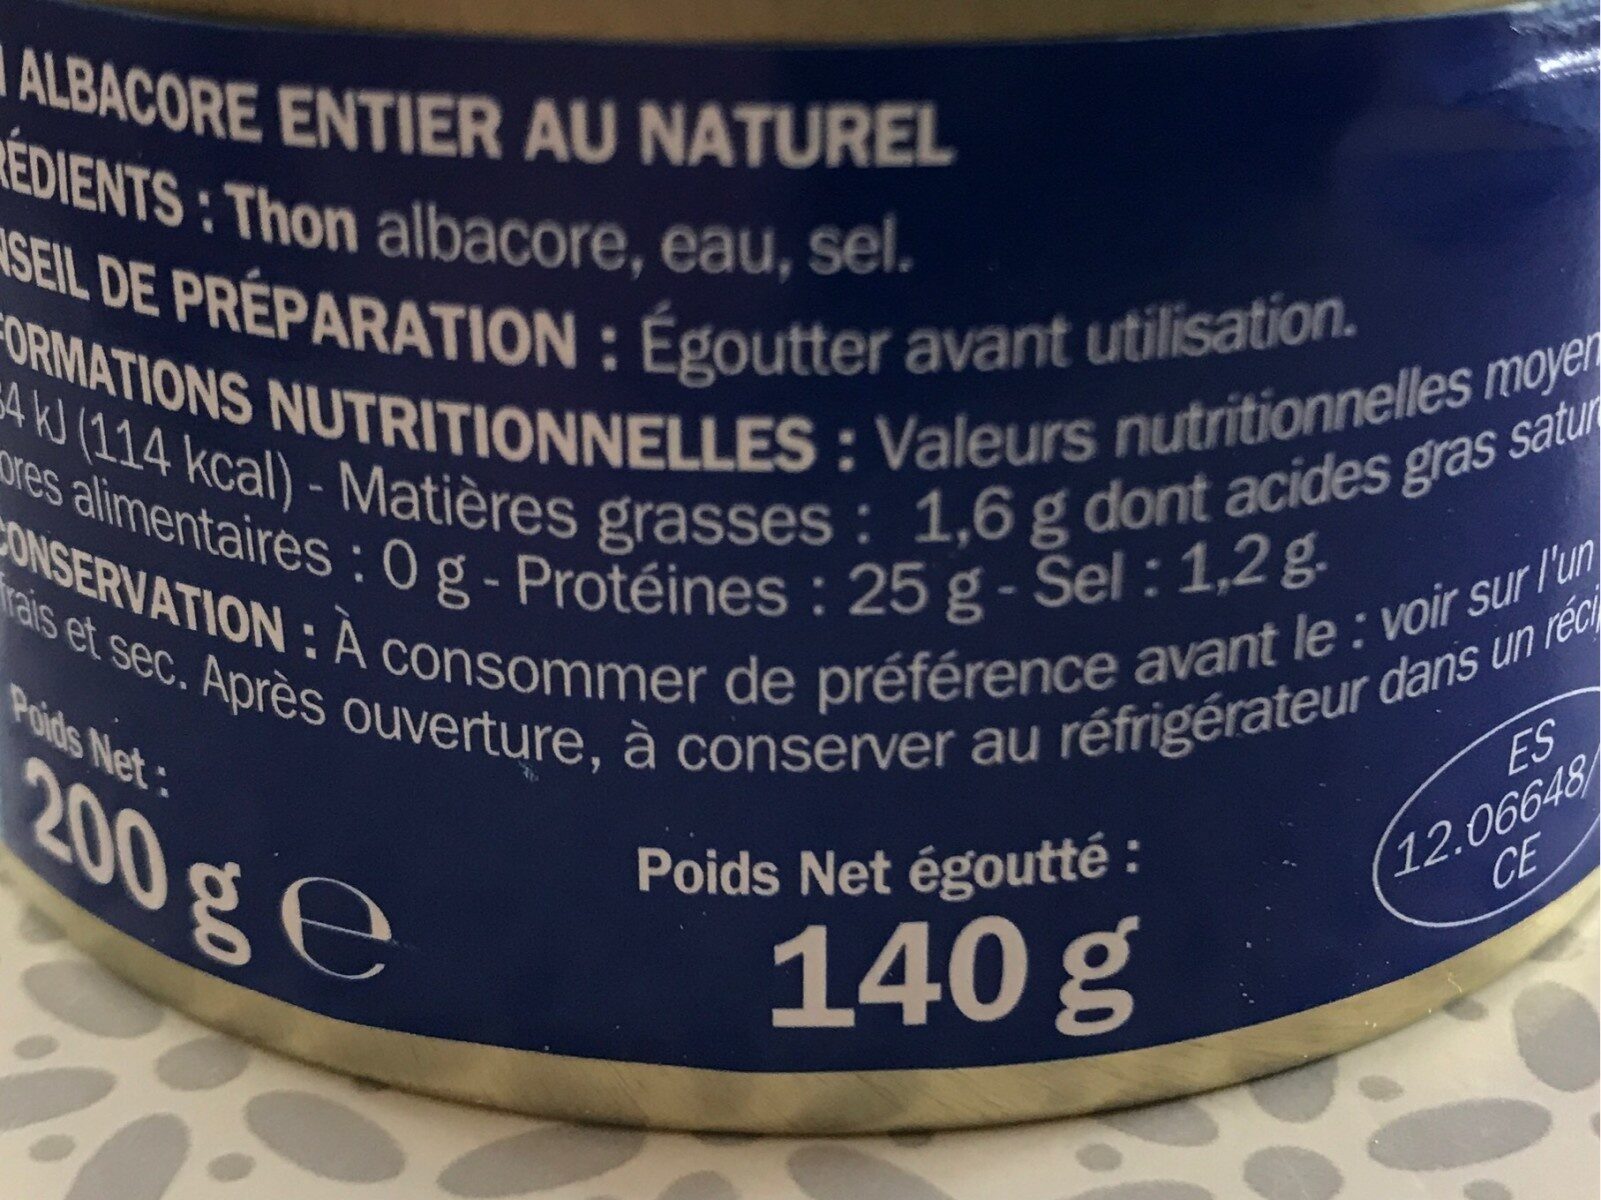 ALBACORE ENTIER AU NATUREL
RÉDIENTS : Thon albacore, eau, sel.
NSEIL DE PRÉPARATION : Égoutter avant utilisation.
FORMATIONS NUTRITIONNELLES : Valeurs nutritionnelles moyen
34 kJ (114 kcal) - Matières grasses : 1,6 g dont acides gras satur
bres alimentaires : 0 g - Protéines : 25 g - Sel : 1,2 g.
CONSERVATION : À consommer de préférence avant le : voir sur l'un
frais et sec. Après ouverture, à conserver au réfrigérateur dans un réci
Poids Net :
200 g e
Poids Net égoutté :
140 g
ES
12.06648/
CE